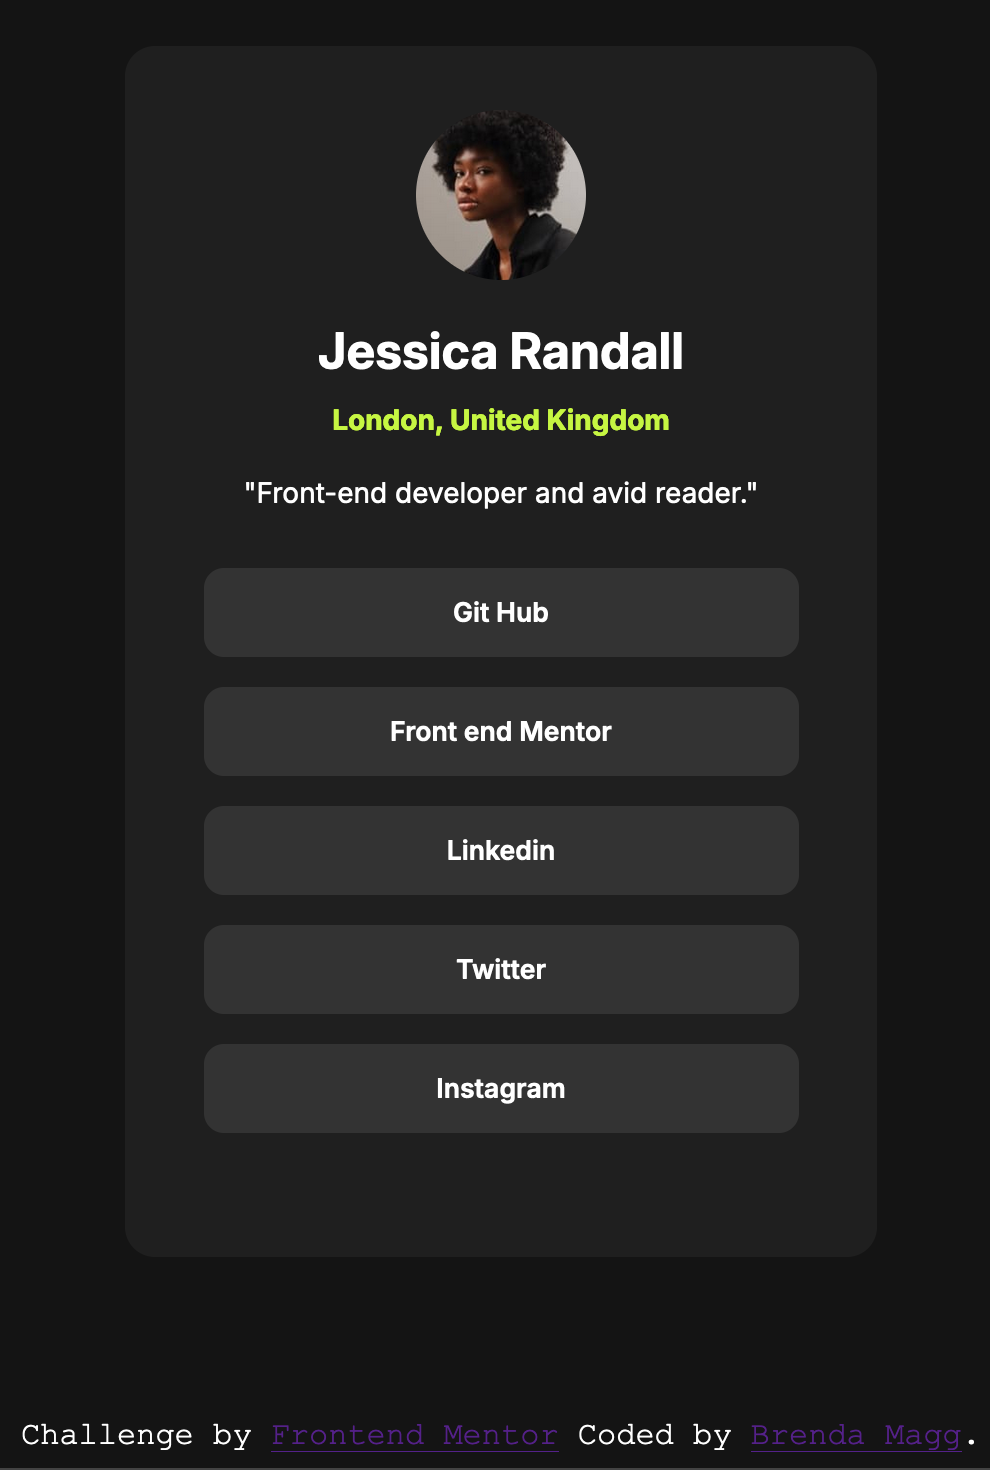 Jessica Randall
London, United Kingdom
"Front-end developer and avid reader."
Git Hub
Front end Mentor
Linkedin
Twitter
Instagram
Challenge by Frontend Mentor Coded by Brenda Magg.